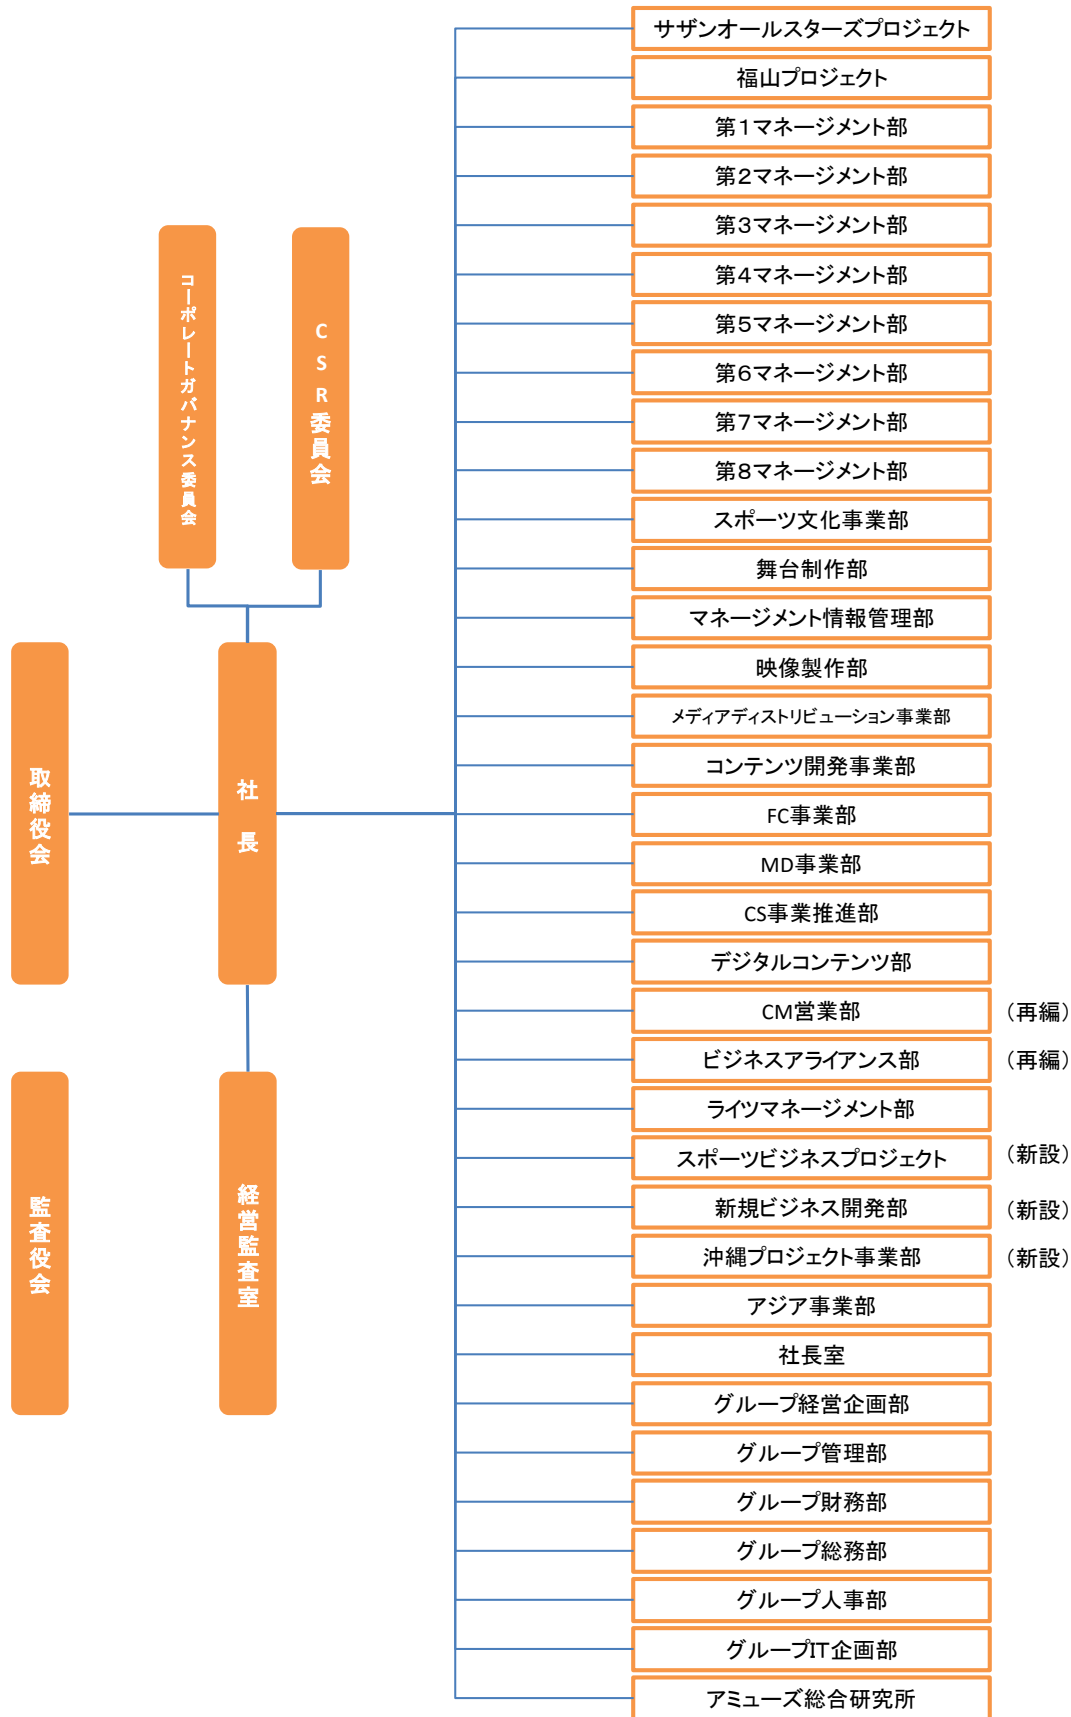 コーポレートガバナンス委員会
CSR委員会
取締役会
社長
監査役会
経営監査室
サザンオールスターズプロジェクト
福山プロジェクト
第1マネージメント部
第2マネージメント部
第3マネージメント部
第4マネージメント部
第5マネージメント部
第6マネージメント部
第7マネージメント部
第8マネージメント部
スポーツ文化事業部
舞台制作部
マネージメント情報管理部
映像製作部
メディアディストリビューション事業部
コンテンツ開発事業部
FC事業部
MD事業部
CS事業推進部
デジタルコンテンツ部
CM営業部 （再編）
ビジネスアライアンス部 （再編）
ライツマネージメント部
スポーツビジネスプロジェクト （新設）
新規ビジネス開発部 （新設）
沖縄プロジェクト事業部 （新設）
アジア事業部
社長室
グループ経営企画部
グループ管理部
グループ財務部
グループ総務部
グループ人事部
グループIT企画部
アミューズ総合研究所